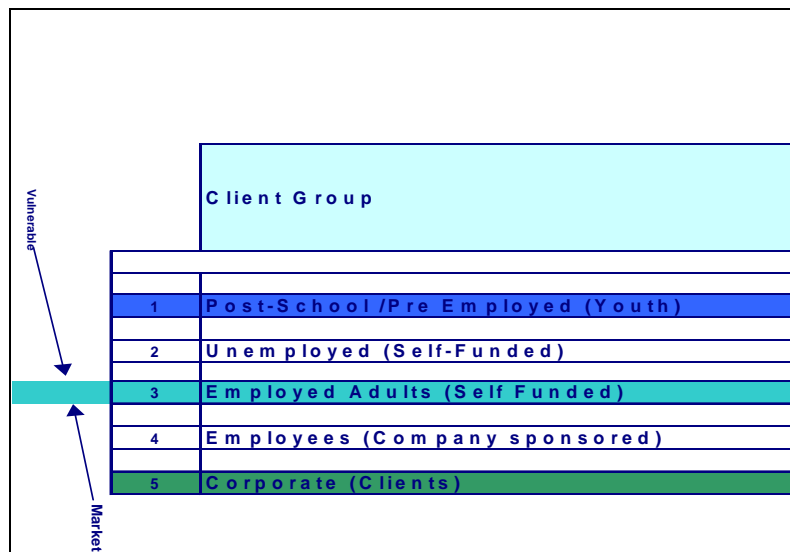 Client Group
Vulnerable
1 Post-School /Pre Employed (Youth)
2 Unemployed (Self-Funded)
3 Employed Adults (Self Funded)
4 Employees (Company sponsored)
5 Corporate (Clients)
Market